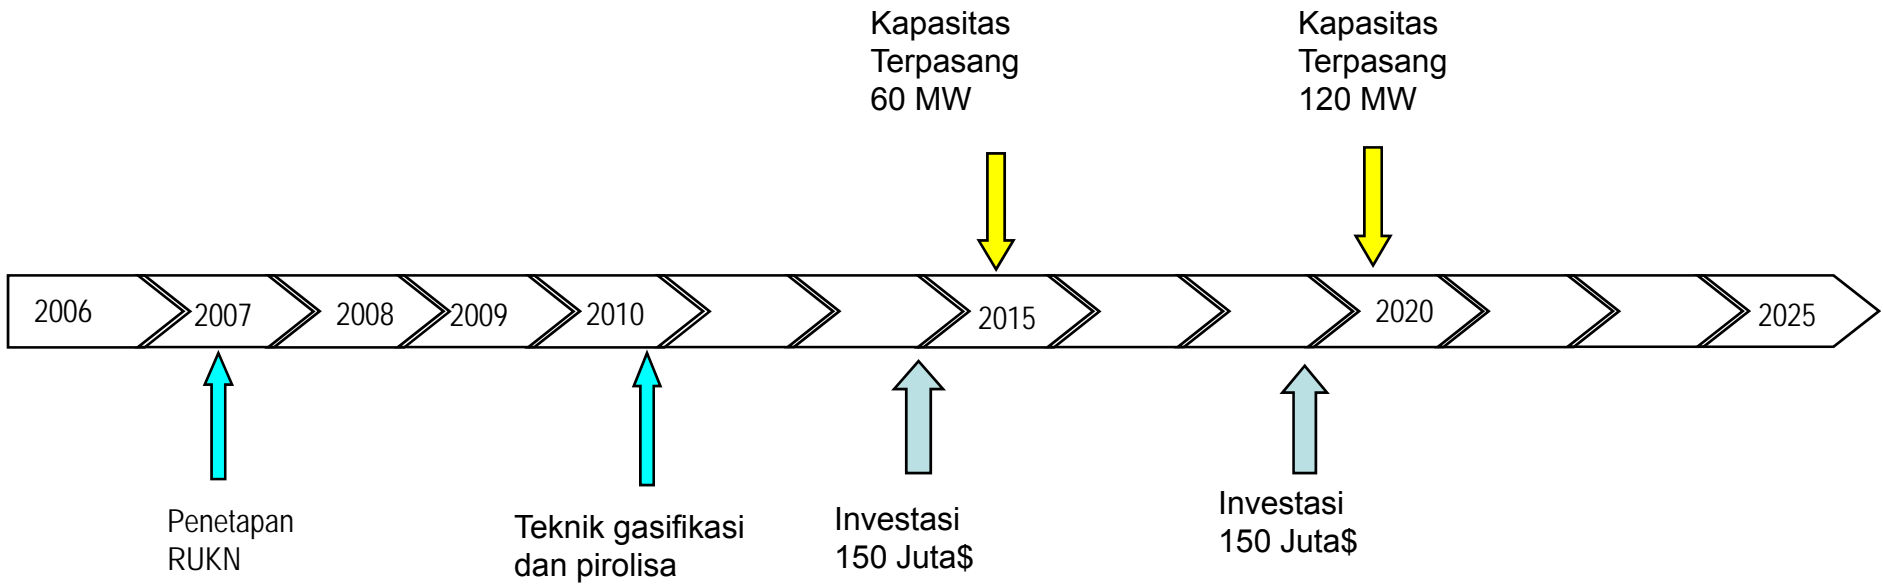 Kapasitas
Terpasang
60 MW
Kapasitas
Terpasang
120 MW
2006
2007
2008
2009
2010
2015
2020
2025
Penetapan
RUKN
Teknik gasifikasi
dan pirolisa
Investasi
150 Juta$
Investasi
150 Juta$